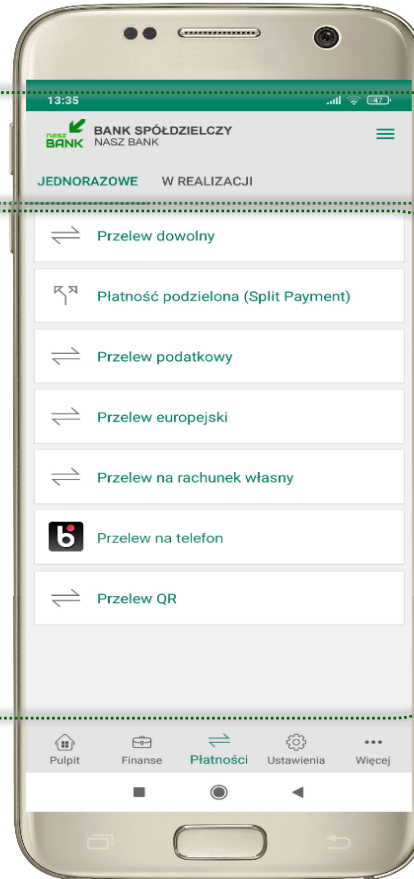 13:35
47
nasz BANK
BANK SPÓŁDZIELCZY
NASZ BANK
JEDNORAZOWE W REALIZACJI
Przelew dowolny
Płatność podzielona (Split Payment)
Przelew podatkowy
Przelew europejski
Przelew na rachunek własny
b
Przelew na telefon
Przelew QR
Pulpit Finanse Płatności Ustawienia Więcej